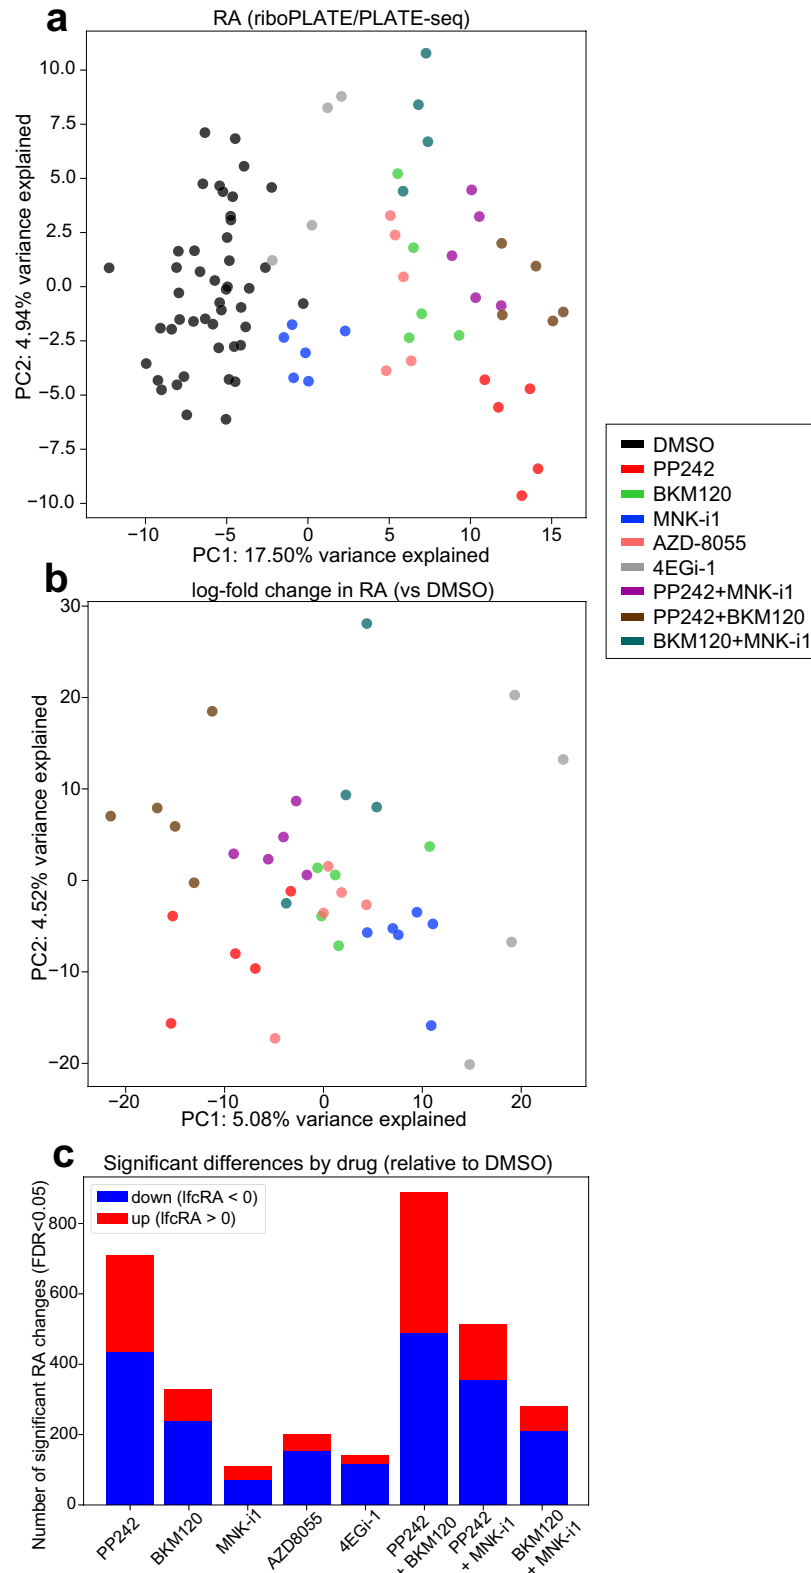 a
RA (riboPLATE/PLATE-seq)
PC2: 4.94% variance explained
10.0
7.5
5.0
2.5
0.0
−2.5
−5.0
−7.5
−10.0
−10
−5
0
5
10
15
PC1: 17.50% variance explained
DMSO
PP242
BKM120
MNK-i1
AZD-8055
4EGi-1
PP242+MNK-i1
PP242+BKM120
BKM120+MNK-i1
b
log-fold change in RA (vs DMSO)
PC2: 4.52% variance explained
30
20
10
0
−10
−20
−20
−10
0
10
20
PC1: 5.08% variance explained
c
Significant differences by drug (relative to DMSO)
Number of significant RA changes (FDR<0.05)
down (lfcRA < 0)
up (lfcRA > 0)
800
600
400
200
0
PP242
BKM120
MNK-i1
AZD8055
4EGi-1
PP242
+ BKM120
PP242
+ MNK-i1
BKM120
+ MNK-i1